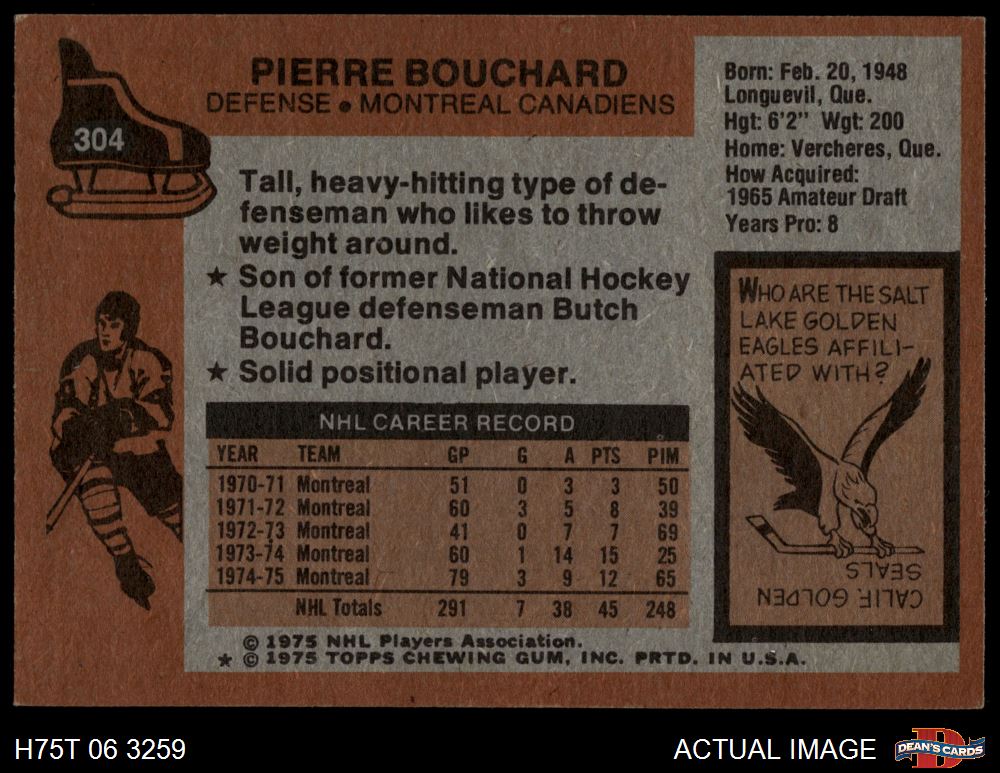 304
PIERRE BOUCHARD
DEFENSE • MONTREAL CANADIENS
Born: Feb. 20, 1948
Longuevil, Que.
Hgt: 6'2" Wgt: 200
Home: Vercheres, Que.
How Acquired:
1965 Amateur Draft
Years Pro: 8
Tall, heavy-hitting type of de-
fenseman who likes to throw
weight around.
★ Son of former National Hockey
League defenseman Butch
Bouchard.
★ Solid positional player.
NHL CAREER RECORD
YEAR TEAM GP G A PTS PIM
1970-71 Montreal 51 0 3 3 50
1971-72 Montreal 60 3 5 8 39
1972-73 Montreal 41 0 7 7 69
1973-74 Montreal 60 1 14 15 25
1974-75 Montreal 79 3 9 12 65
NHL Totals 291 7 38 45 248
WHO ARE THE SALT
LAKE GOLDEN
EAGLES AFFILI-
ATED WITH?
CALIF. GOLDEN
SEALS
© 1975 NHL Players Association.
★ © 1975 TOPPS CHEWING GUM, INC. PRTD. IN U.S.A.
H75T 06 3259
ACTUAL IMAGE
D
DEAN'S CARDS